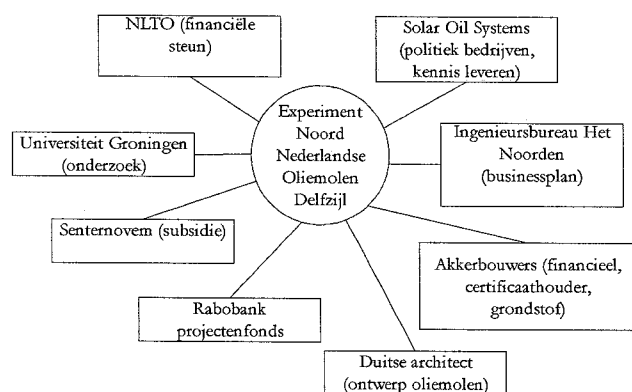 NLTO (financiële
steun)
Solar Oil Systems
(politiek bedrijven,
kennis leveren)
Experiment
Noord
Nederlandse
Oliemolen
Delfzijl
Universiteit Groningen
(onderzoek)
Ingenieursbureau Het
Noorden
(businessplan)
Senternovem (subsidie)
Akkerbouwers (financieel,
certificaathouder,
grondstof)
Rabobank
projectenfonds
Duitse architect
(ontwerp oliemolen)